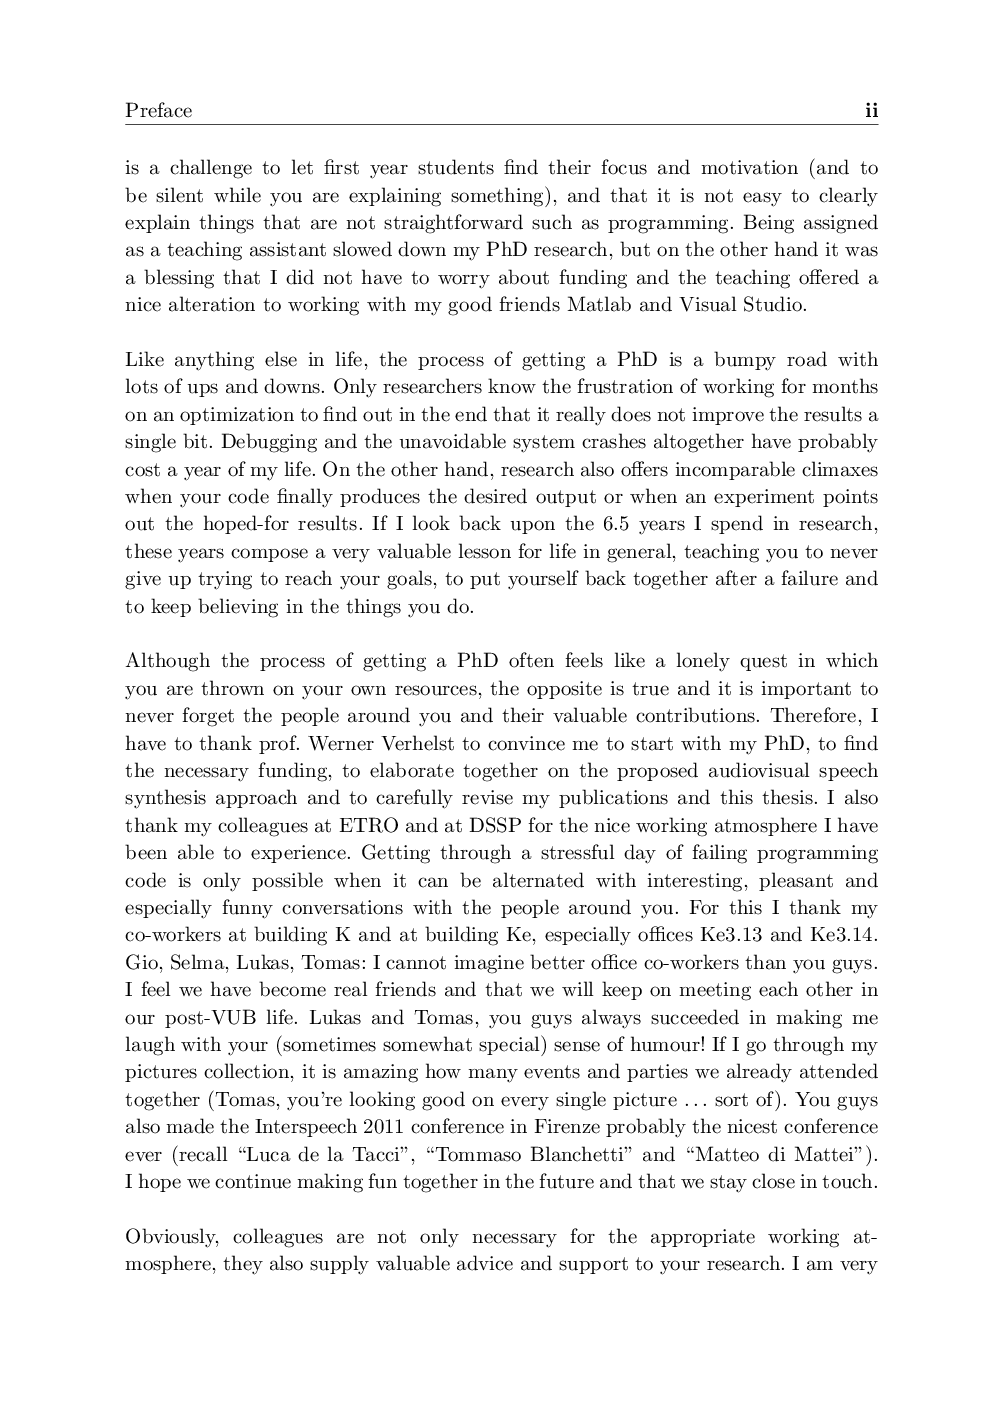 Preface ii
is a challenge to let first year students find their focus and motivation (and to
be silent while you are explaining something), and that it is not easy to clearly
explain things that are not straightforward such as programming. Being assigned
as a teaching assistant slowed down my PhD research, but on the other hand it was
a blessing that I did not have to worry about funding and the teaching offered a
nice alteration to working with my good friends Matlab and Visual Studio.
Like anything else in life, the process of getting a PhD is a bumpy road with
lots of ups and downs. Only researchers know the frustration of working for months
on an optimization to find out in the end that it really does not improve the results a
single bit. Debugging and the unavoidable system crashes altogether have probably
cost a year of my life. On the other hand, research also offers incomparable climaxes
when your code finally produces the desired output or when an experiment points
out the hoped-for results. If I look back upon the 6.5 years I spend in research,
these years compose a very valuable lesson for life in general, teaching you to never
give up trying to reach your goals, to put yourself back together after a failure and
to keep believing in the things you do.
Although the process of getting a PhD often feels like a lonely quest in which
you are thrown on your own resources, the opposite is true and it is important to
never forget the people around you and their valuable contributions. Therefore, I
have to thank prof. Werner Verhelst to convince me to start with my PhD, to find
the necessary funding, to elaborate together on the proposed audiovisual speech
synthesis approach and to carefully revise my publications and this thesis. I also
thank my colleagues at ETRO and at DSSP for the nice working atmosphere I have
been able to experience. Getting through a stressful day of failing programming
code is only possible when it can be alternated with interesting, pleasant and
especially funny conversations with the people around you. For this I thank my
co-workers at building K and at building Ke, especially offices Ke3.13 and Ke3.14.
Gio, Selma, Lukas, Tomas: I cannot imagine better office co-workers than you guys.
I feel we have become real friends and that we will keep on meeting each other in
our post-VUB life. Lukas and Tomas, you guys always succeeded in making me
laugh with your (sometimes somewhat special) sense of humour! If I go through my
pictures collection, it is amazing how many events and parties we already attended
together (Tomas, you're looking good on every single picture ... sort of). You guys
also made the Interspeech 2011 conference in Firenze probably the nicest conference
ever (recall “Luca de la Tacci”, “Tommaso Blanchetti” and “Matteo di Mattei”).
I hope we continue making fun together in the future and that we stay close in touch.
Obviously, colleagues are not only necessary for the appropriate working at-
mosphere, they also supply valuable advice and support to your research. I am very